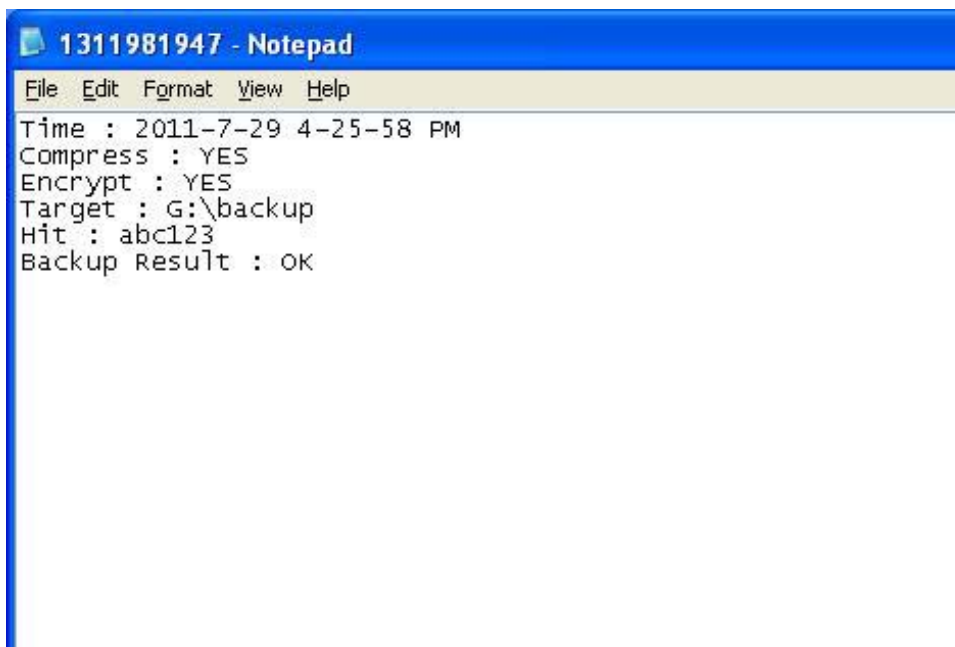 1311981947 - Notepad
File Edit Format View Help
Time : 2011-7-29 4-25-58 PM
Compress : YES
Encrypt : YES
Target : G:\backup
Hit : abc123
Backup Result : OK